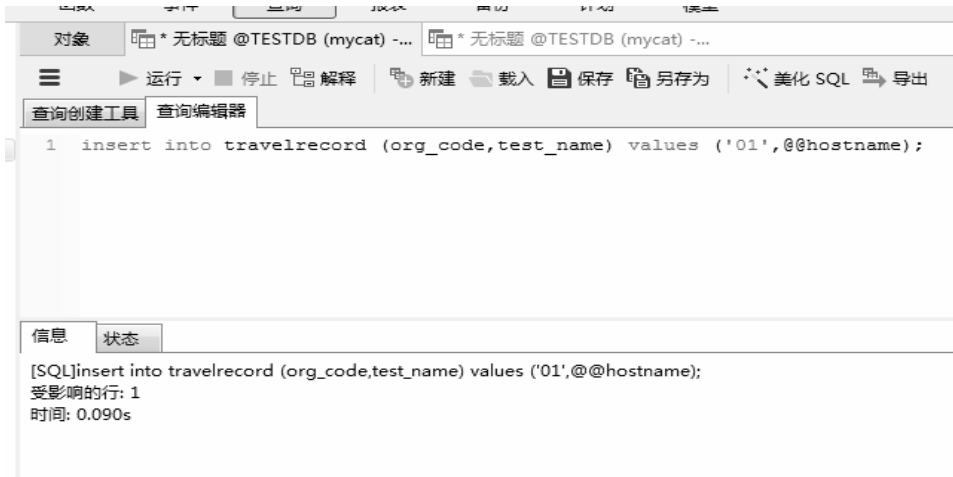 查询
对象 * 无标题 @TESTDB (mycat) -... * 无标题 @TESTDB (mycat) -...
运行 停止 解释 新建 载入 保存 另存为 美化 SQL 导出
查询创建工具 查询编辑器
1 insert into travelrecord (org_code,test_name) values ('01',@@hostname);
信息 状态
[SQL]insert into travelrecord (org_code,test_name) values ('01',@@hostname);
受影响的行: 1
时间: 0.090s